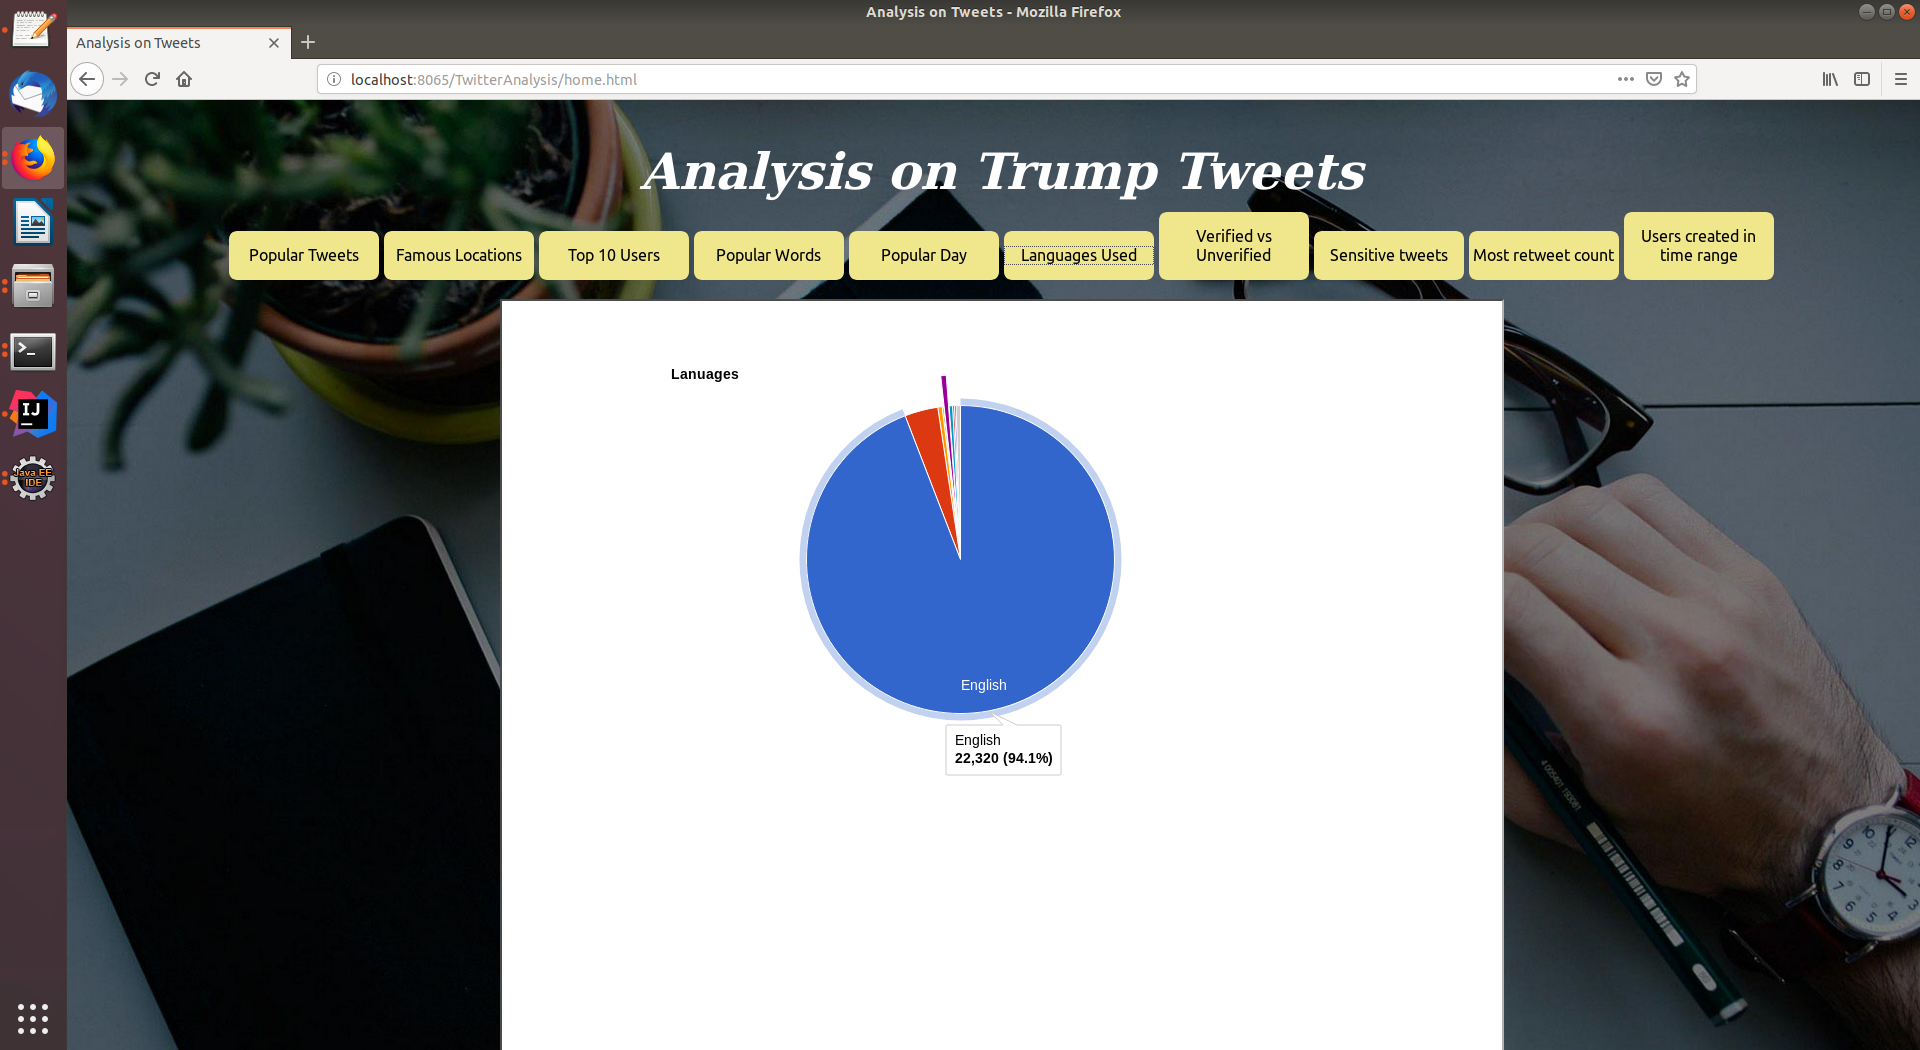 Analysis on Tweets - Mozilla Firefox
Analysis on Tweets
localhost:8065/TwitterAnalysis/home.html
Analysis on Trump Tweets
Popular Tweets
Famous Locations
Top 10 Users
Popular Words
Popular Day
Languages Used
Verified vs
Unverified
Sensitive tweets
Most retweet count
Users created in
time range
Lanuages
English
English
22,320 (94.1%)
IJ
Java EE
IDE